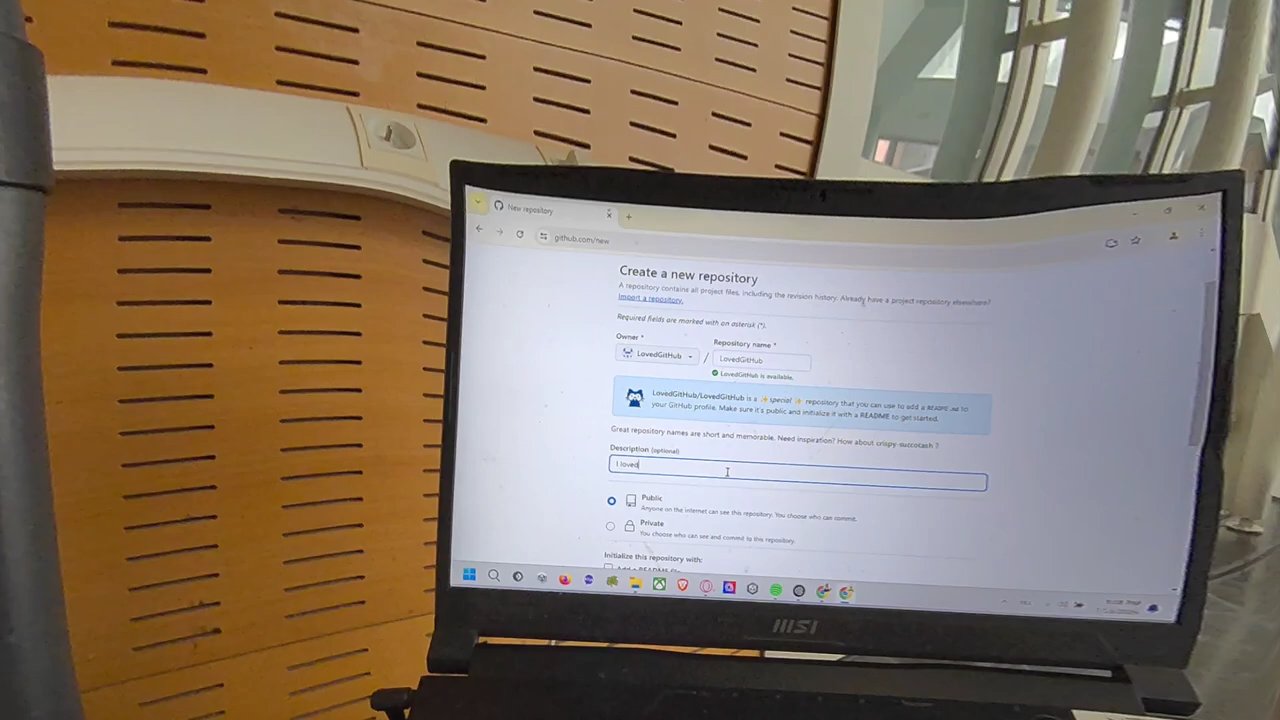 New repository
github.com/new
Create a new repository
A repository contains all project files, including the revision history. Already have a project repository elsewhere?
Import a repository.
Required fields are marked with an asterisk (*).
Owner * Repository name *
LovedGitHub / LovedGitHub
LovedGitHub is available.
LovedGitHub/LovedGitHub is a ✨ special ✨ repository that you can use to add a README.md to
your GitHub profile. Make sure it's public and initialize it with a README to get started.
Great repository names are short and memorable. Need inspiration? How about crispy-succotash ?
Description (optional)
I loved
Public
Anyone on the internet can see this repository. You choose who can commit.
Private
You choose who can see and commit to this repository.
Initialize this repository with:
Add a README file
msi